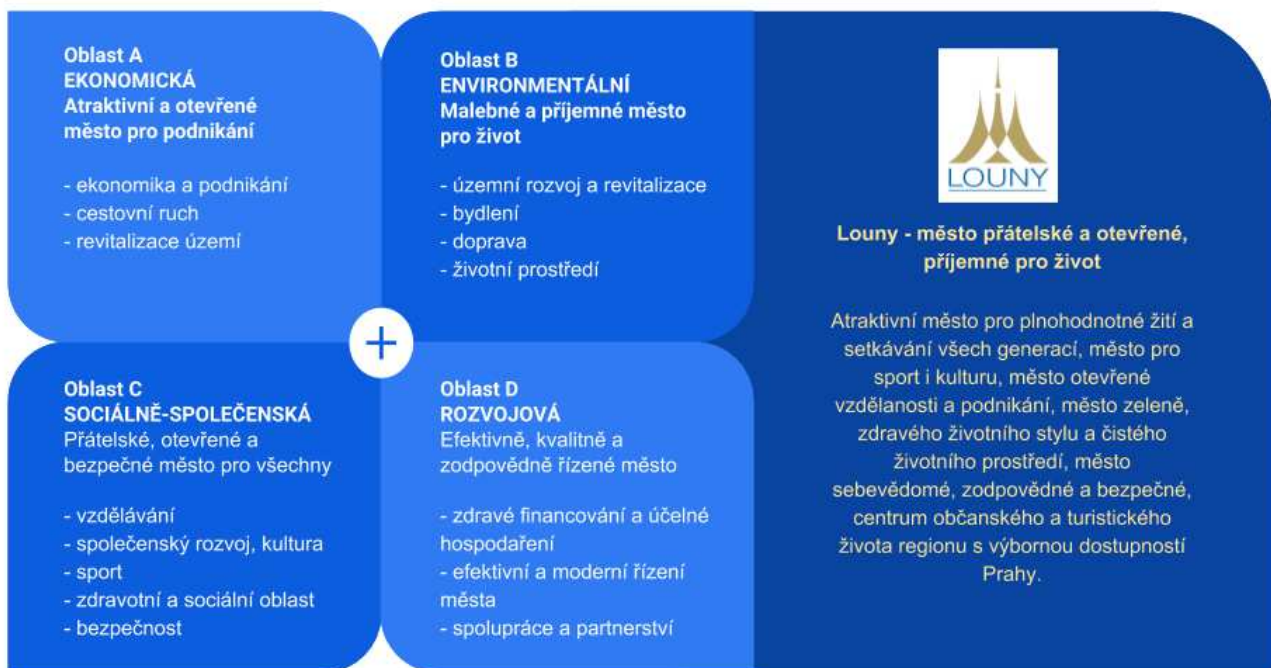 Oblast A
EKONOMICKÁ
Atraktivní a otevřené
město pro podnikání
- ekonomika a podnikání
- cestovní ruch
- revitalizace území
Oblast B
ENVIRONMENTÁLNÍ
Malebné a příjemné město
pro život
- územní rozvoj a revitalizace
- bydlení
- doprava
- životní prostředí
+
Oblast C
SOCIÁLNĚ-SPOLEČENSKÁ
Přátelské, otevřené a
bezpečné město pro všechny
- vzdělávání
- společenský rozvoj, kultura
- sport
- zdravotní a sociální oblast
- bezpečnost
Oblast D
ROZVOJOVÁ
Efektivně, kvalitně a
zodpovědně řízené město
- zdravé financování a účelné
hospodaření
- efektivní a moderní řízení
města
- spolupráce a partnerství
LOUNY
Louny - město přátelské a otevřené,
příjemné pro život
Atraktivní město pro plnohodnotné žití a
setkávání všech generací, město pro
sport i kulturu, město otevřené
vzdělanosti a podnikání, město zeleně,
zdravého životního stylu a čistého
životního prostředí, město
sebevědomé, zodpovědné a bezpečné,
centrum občanského a turistického
života regionu s výbornou dostupností
Prahy.